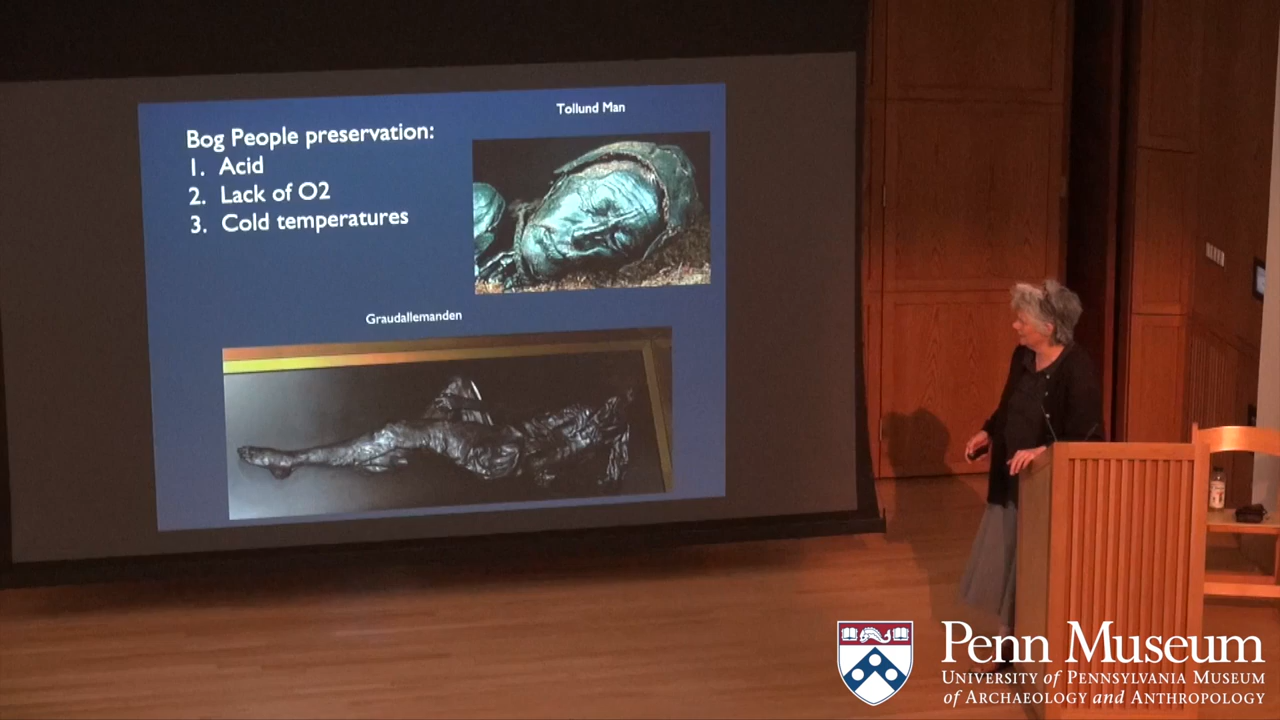 Tollund Man
Bog People preservation:
1. Acid
2. Lack of O2
3. Cold temperatures
Graudallemanden
Penn Museum
UNIVERSITY of PENNSYLVANIA MUSEUM
of ARCHAEOLOGY and ANTHROPOLOGY